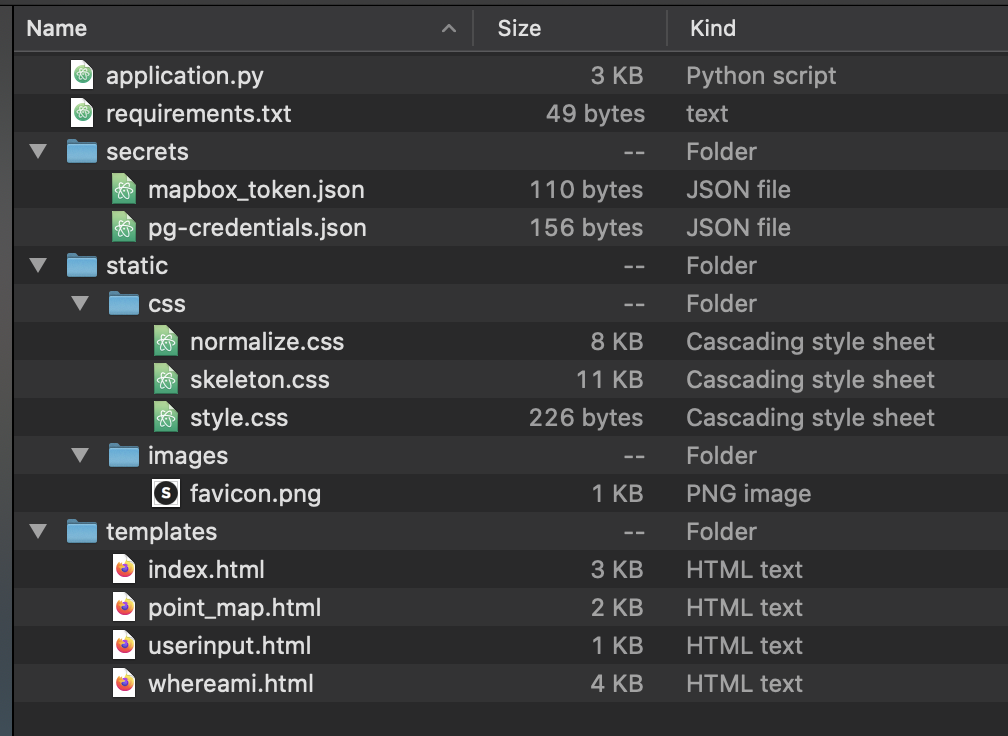 Name Size Kind
application.py 3 KB Python script
requirements.txt 49 bytes text
secrets -- Folder
mapbox_token.json 110 bytes JSON file
pg-credentials.json 156 bytes JSON file
static -- Folder
css -- Folder
normalize.css 8 KB Cascading style sheet
skeleton.css 11 KB Cascading style sheet
style.css 226 bytes Cascading style sheet
images -- Folder
S favicon.png 1 KB PNG image
templates -- Folder
index.html 3 KB HTML text
point_map.html 2 KB HTML text
userinput.html 1 KB HTML text
whereami.html 4 KB HTML text